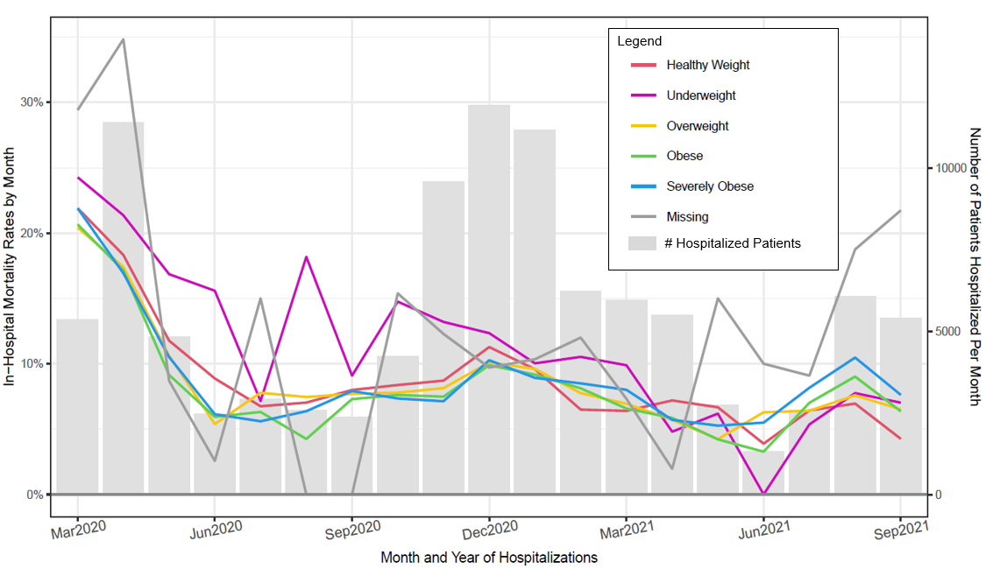 In-Hospital Mortality Rates by Month
30%
20%
10%
0%
Legend
Healthy Weight
Underweight
Overweight
Obese
Severely Obese
Missing
# Hospitalized Patients
10000
5000
0
Number of Patients Hospitalized Per Month
Mar2020
Jun2020
Sep2020
Dec2020
Mar2021
Jun2021
Sep2021
Month and Year of Hospitalizations